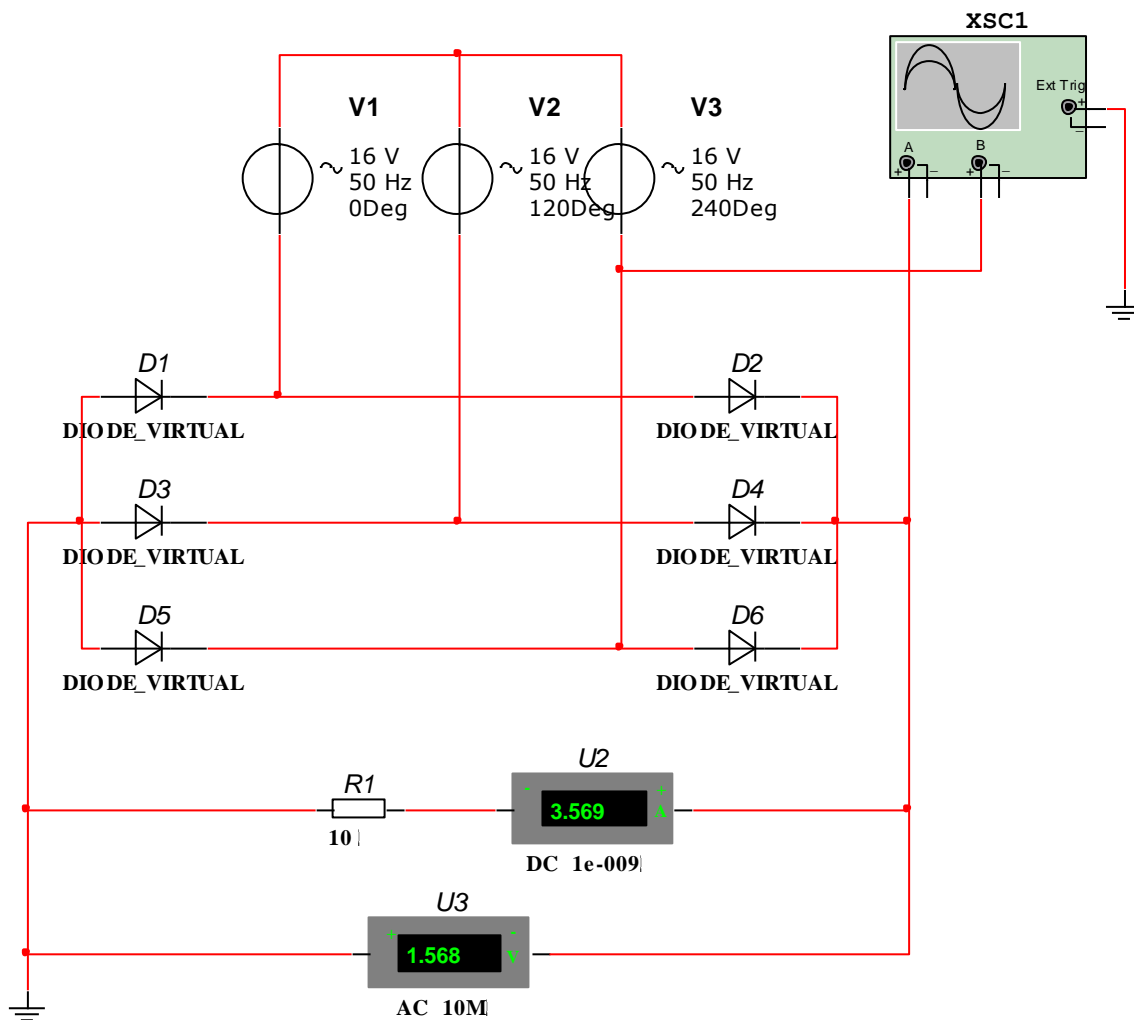 XSC1
Ext Trig
+
−
A
B
+ − + −
V1
16 V
50 Hz
0Deg
V2
16 V
50 Hz
120Deg
V3
16 V
50 Hz
240Deg
D1
DIODE_VIRTUAL
D2
DIODE_VIRTUAL
D3
DIODE_VIRTUAL
D4
DIODE_VIRTUAL
D5
DIODE_VIRTUAL
D6
DIODE_VIRTUAL
R1
10
U2
- +
3.569 A
DC 1e-009
U3
+ -
1.568 V
AC 10M